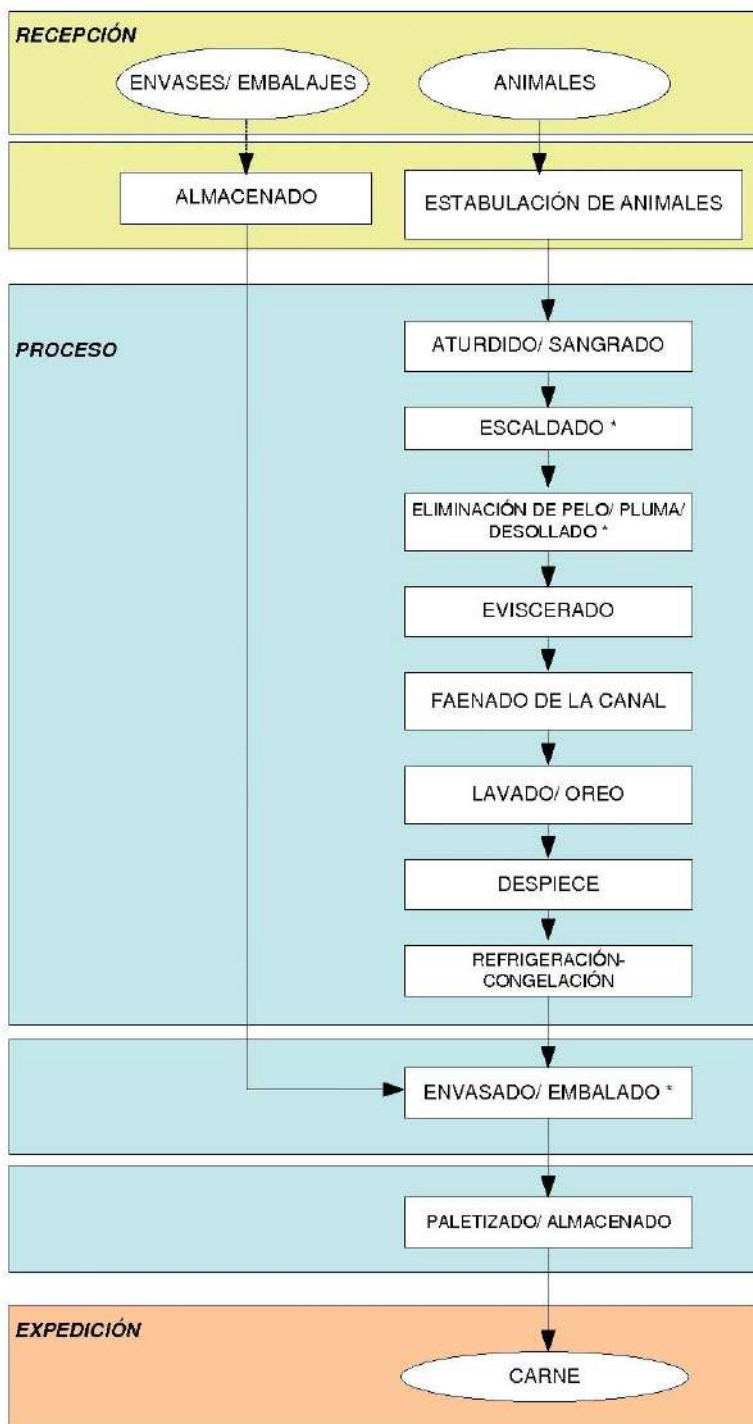 RECEPCIÓN
ENVASES/ EMBALAJES
ANIMALES
ALMACENADO
ESTABULACIÓN DE ANIMALES
PROCESO
ATURDIDO/ SANGRADO
ESCALDADO *
ELIMINACIÓN DE PELO/ PLUMA/
DESOLLADO *
EVISCERADO
FAENADO DE LA CANAL
LAVADO/ OREO
DESPIECE
REFRIGERACIÓN-
CONGELACIÓN
ENVASADO/ EMBALADO *
PALETIZADO/ ALMACENADO
EXPEDICIÓN
CARNE